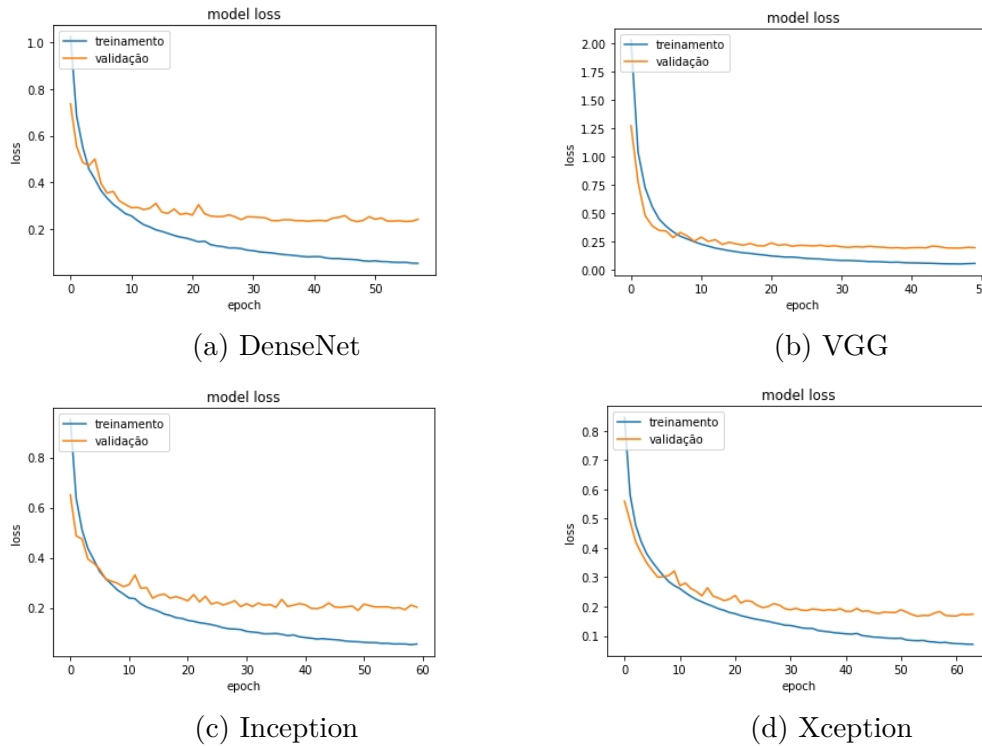 model loss
treinamento
validação
loss
1.0
0.8
0.6
0.4
0.2
0 10 20 30 40 50
epoch
(a) DenseNet
model loss
treinamento
validação
loss
2.00
1.75
1.50
1.25
1.00
0.75
0.50
0.25
0.00
0 10 20 30 40
epoch
(b) VGG
model loss
treinamento
validação
loss
0.8
0.6
0.4
0.2
0 10 20 30 40 50 60
epoch
(c) Inception
model loss
treinamento
validação
loss
0.8
0.7
0.6
0.5
0.4
0.3
0.2
0.1
0 10 20 30 40 50 60
epoch
(d) Xception